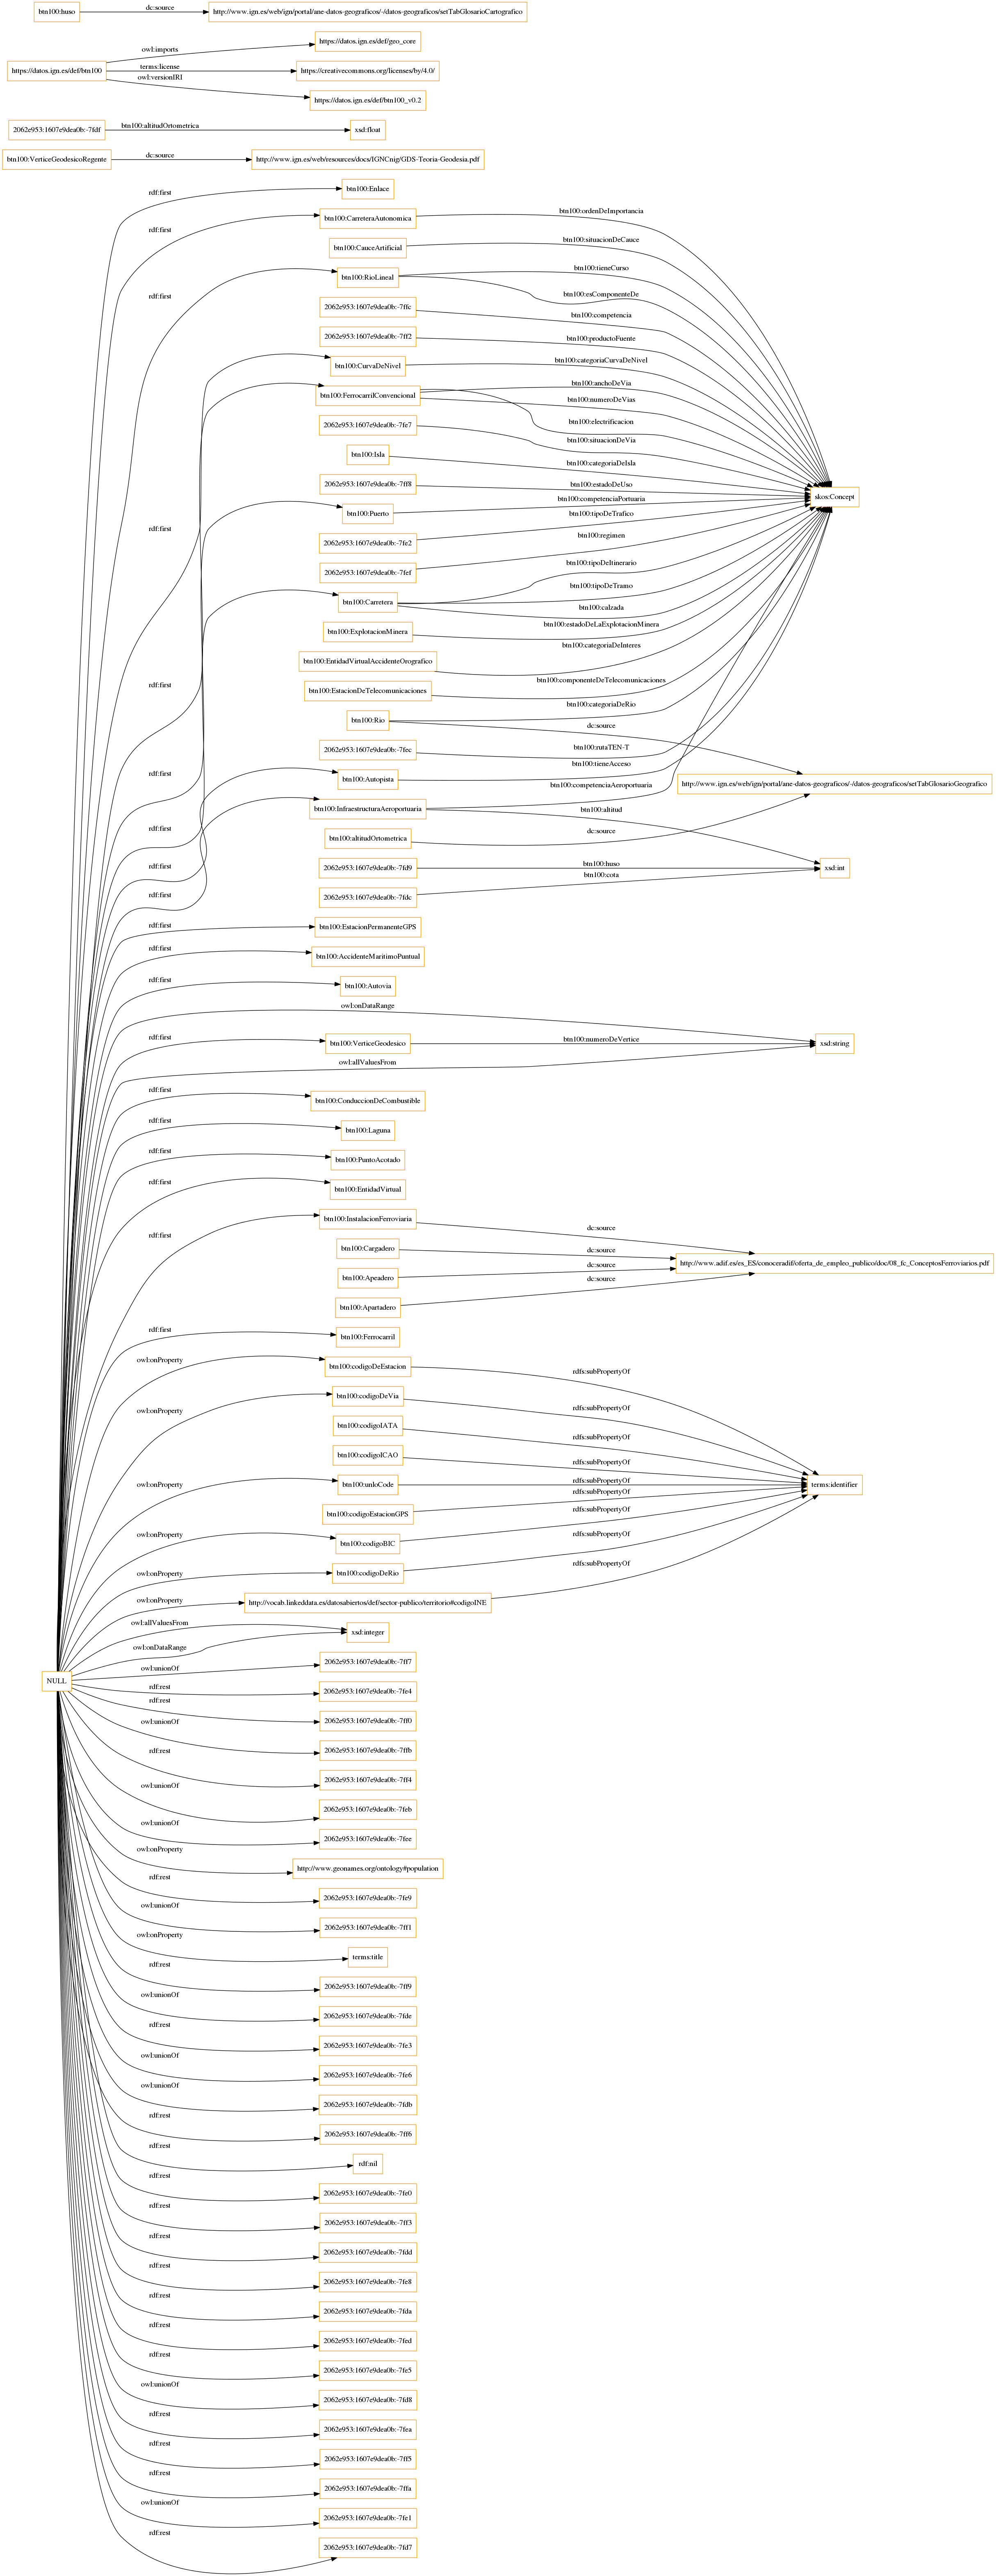 btn100:huso
dc:source
http://www.ign.es/web/ign/portal/ane-datos-geograficos/-/datos-geograficos/setTabGlosarioCartografico
owl:imports
https://datos.ign.es/def/geo_core
https://datos.ign.es/def/btn100
terms:license
https://creativecommons.org/licenses/by/4.0/
owl:versionIRI
https://datos.ign.es/def/btn100_v0.2
2062e953:1607e9dea0b:-7fdf
btn100:altitudOrtometrica
xsd:float
btn100:VerticeGeodesicoRegente
dc:source
http://www.ign.es/web/resources/docs/IGNCnig/GDS-Teoria-Geodesia.pdf
rdf:first
btn100:Enlace
rdf:first
btn100:CarreteraAutonomica
btn100:ordenDeImportancia
btn100:CauceArtificial
btn100:situacionDeCauce
rdf:first
btn100:RioLineal
btn100:tieneCurso
btn100:esComponenteDe
2062e953:1607e9dea0b:-7ffc
btn100:competencia
2062e953:1607e9dea0b:-7ff2
btn100:productoFuente
btn100:CurvaDeNivel
btn100:categoriaCurvaDeNivel
btn100:FerrocarrilConvencional
btn100:anchoDeVia
btn100:numeroDeVias
btn100:electrificacion
2062e953:1607e9dea0b:-7fe7
btn100:situacionDeVia
btn100:Isla
btn100:categoriaDeIsla
2062e953:1607e9dea0b:-7ff8
btn100:estadoDeUso
skos:Concept
rdf:first
btn100:Puerto
btn100:competenciaPortuaria
2062e953:1607e9dea0b:-7fe2
btn100:tipoDeTrafico
2062e953:1607e9dea0b:-7fef
btn100:regimen
btn100:Carretera
btn100:tipoDeItinerario
btn100:tipoDeTramo
btn100:calzada
btn100:ExplotacionMinera
btn100:estadoDeLaExplotacionMinera
btn100:EntidadVirtualAccidenteOrografico
btn100:categoriaDeInteres
rdf:first
btn100:EstacionDeTelecomunicaciones
btn100:componenteDeTelecomunicaciones
btn100:Rio
btn100:categoriaDeRio
dc:source
2062e953:1607e9dea0b:-7fec
btn100:rutaTEN-T
rdf:first
btn100:Autopista
btn100:tieneAcceso
http://www.ign.es/web/ign/portal/ane-datos-geograficos/-/datos-geograficos/setTabGlosarioGeografico
btn100:InfraestructuraAeroportuaria
btn100:competenciaAeroportuaria
btn100:altitud
rdf:first
btn100:altitudOrtometrica
dc:source
rdf:first
2062e953:1607e9dea0b:-7fd9
btn100:huso
xsd:int
rdf:first
2062e953:1607e9dea0b:-7fdc
btn100:cota
rdf:first
btn100:EstacionPermanenteGPS
rdf:first
btn100:AccidenteMaritimoPuntual
rdf:first
btn100:Autovia
owl:onDataRange
rdf:first
btn100:VerticeGeodesico
btn100:numeroDeVertice
xsd:string
owl:allValuesFrom
rdf:first
btn100:ConduccionDeCombustible
rdf:first
btn100:Laguna
rdf:first
btn100:PuntoAcotado
rdf:first
btn100:EntidadVirtual
rdf:first
btn100:InstalacionFerroviaria
dc:source
btn100:Cargadero
dc:source
http://www.adif.es/es_ES/conoceradif/oferta_de_empleo_publico/doc/08_fc_ConceptosFerroviarios.pdf
btn100:Apeadero
dc:source
btn100:Apartadero
dc:source
rdf:first
btn100:Ferrocarril
owl:onProperty
btn100:codigoDeEstacion
rdfs:subPropertyOf
owl:onProperty
btn100:codigoDeVia
rdfs:subPropertyOf
btn100:codigoIATA
rdfs:subPropertyOf
btn100:codigoICAO
rdfs:subPropertyOf
owl:onProperty
btn100:unloCode
rdfs:subPropertyOf
terms:identifier
btn100:codigoEstacionGPS
rdfs:subPropertyOf
owl:onProperty
btn100:codigoBIC
rdfs:subPropertyOf
owl:onProperty
btn100:codigoDeRio
rdfs:subPropertyOf
owl:onProperty
http://vocab.linkeddata.es/datosabiertos/def/sector-publico/territorio#codigoINE
rdfs:subPropertyOf
owl:allValuesFrom
xsd:integer
owl:onDataRange
NULL
owl:unionOf
2062e953:1607e9dea0b:-7ff7
rdf:rest
2062e953:1607e9dea0b:-7fe4
rdf:rest
2062e953:1607e9dea0b:-7ff0
owl:unionOf
2062e953:1607e9dea0b:-7ffb
rdf:rest
2062e953:1607e9dea0b:-7ff4
owl:unionOf
2062e953:1607e9dea0b:-7feb
owl:unionOf
2062e953:1607e9dea0b:-7fee
owl:onProperty
http://www.geonames.org/ontology#population
rdf:rest
2062e953:1607e9dea0b:-7fe9
owl:unionOf
2062e953:1607e9dea0b:-7ff1
owl:onProperty
terms:title
rdf:rest
2062e953:1607e9dea0b:-7ff9
owl:unionOf
2062e953:1607e9dea0b:-7fde
rdf:rest
2062e953:1607e9dea0b:-7fe3
owl:unionOf
2062e953:1607e9dea0b:-7fe6
owl:unionOf
2062e953:1607e9dea0b:-7fdb
rdf:rest
2062e953:1607e9dea0b:-7ff6
rdf:rest
rdf:nil
rdf:rest
2062e953:1607e9dea0b:-7fe0
rdf:rest
2062e953:1607e9dea0b:-7ff3
rdf:rest
2062e953:1607e9dea0b:-7fdd
rdf:rest
2062e953:1607e9dea0b:-7fe8
rdf:rest
2062e953:1607e9dea0b:-7fda
rdf:rest
2062e953:1607e9dea0b:-7fed
rdf:rest
2062e953:1607e9dea0b:-7fe5
owl:unionOf
2062e953:1607e9dea0b:-7fd8
rdf:rest
2062e953:1607e9dea0b:-7fea
rdf:rest
2062e953:1607e9dea0b:-7ff5
rdf:rest
2062e953:1607e9dea0b:-7ffa
owl:unionOf
2062e953:1607e9dea0b:-7fe1
rdf:rest
2062e953:1607e9dea0b:-7fd7